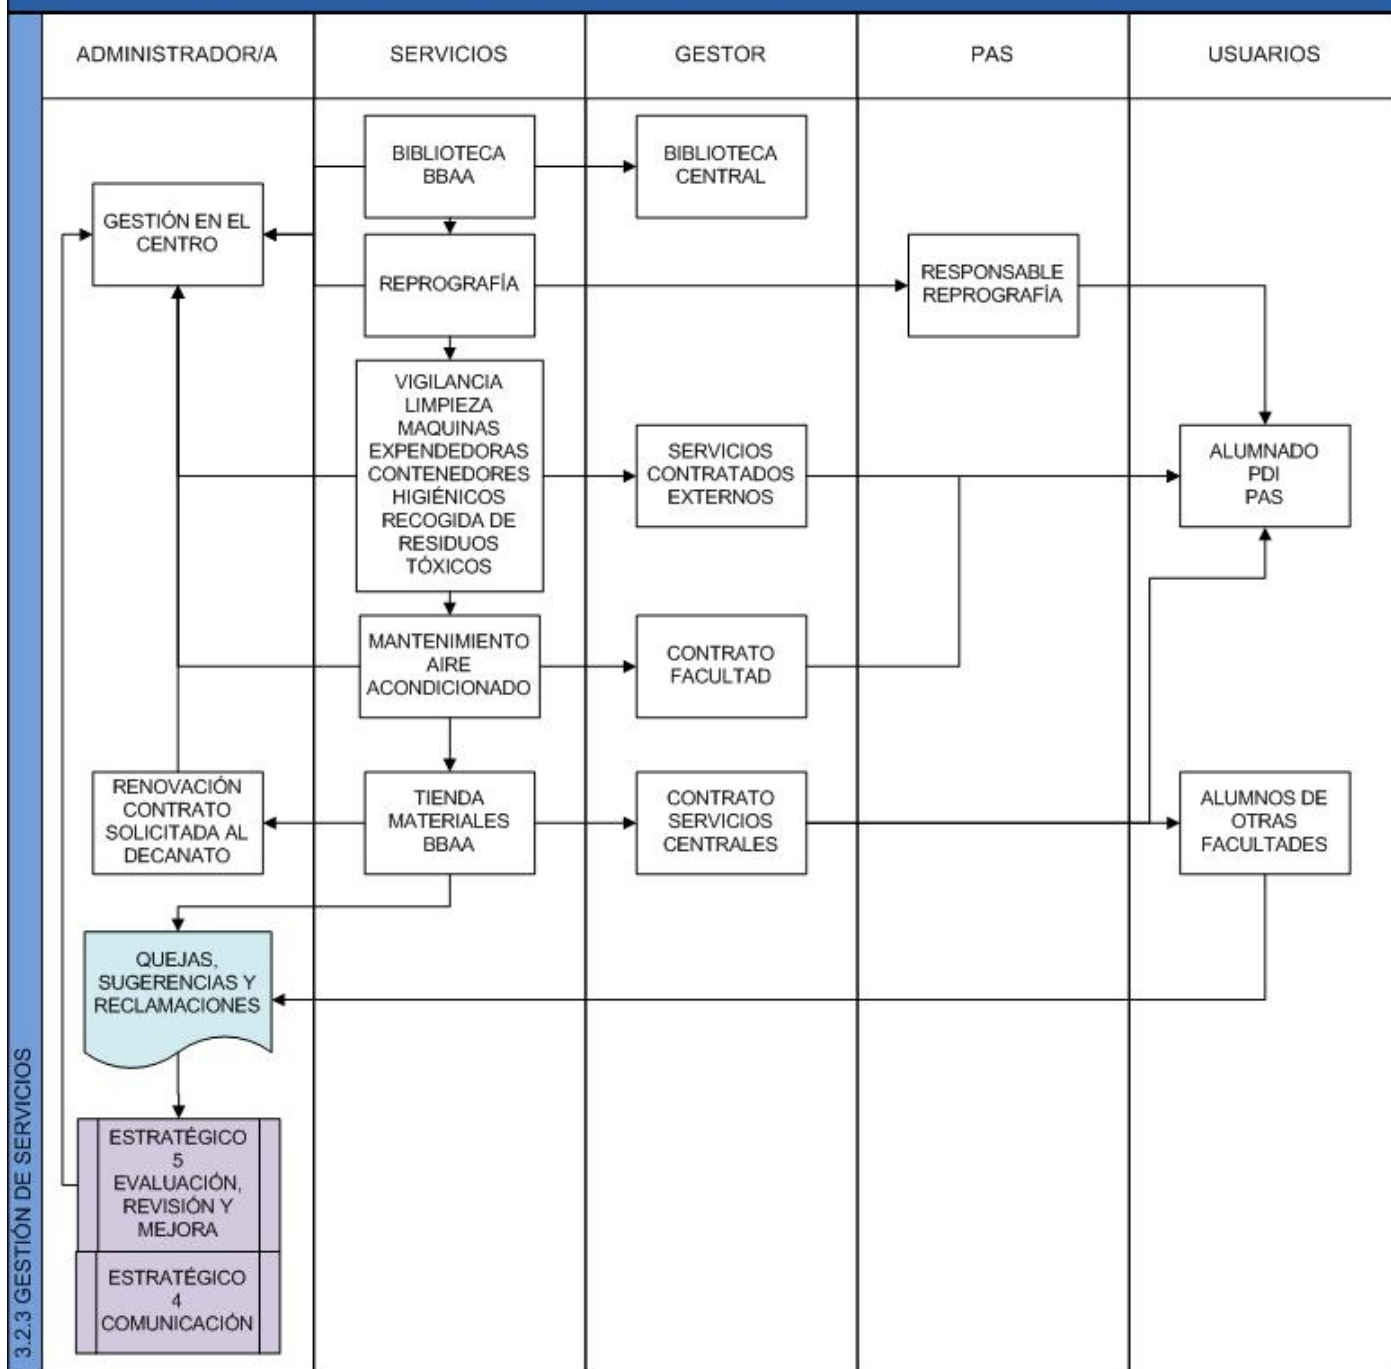 ADMINISTRADOR/A
SERVICIOS
GESTOR
PAS
USUARIOS
BIBLIOTECA
BBAA
BIBLIOTECA
CENTRAL
GESTIÓN EN EL
CENTRO
REPROGRAFÍA
RESPONSABLE
REPROGRAFÍA
VIGILANCIA
LIMPIEZA
MAQUINAS
EXPENDEDORAS
CONTENEDORES
HIGIÉNICOS
RECOGIDA DE
RESIDUOS
TÓXICOS
SERVICIOS
CONTRATADOS
EXTERNOS
ALUMNADO
PDI
PAS
MANTENIMIENTO
AIRE
ACONDICIONADO
CONTRATO
FACULTAD
RENOVACIÓN
CONTRATO
SOLICITADA AL
DECANATO
TIENDA
MATERIALES
BBAA
CONTRATO
SERVICIOS
CENTRALES
ALUMNOS DE
OTRAS
FACULTADES
QUEJAS,
SUGERENCIAS Y
RECLAMACIONES
ESTRATÉGICO
5
EVALUACIÓN,
REVISIÓN Y
MEJORA
ESTRATÉGICO
4
COMUNICACIÓN
3.2.3 GESTIÓN DE SERVICIOS